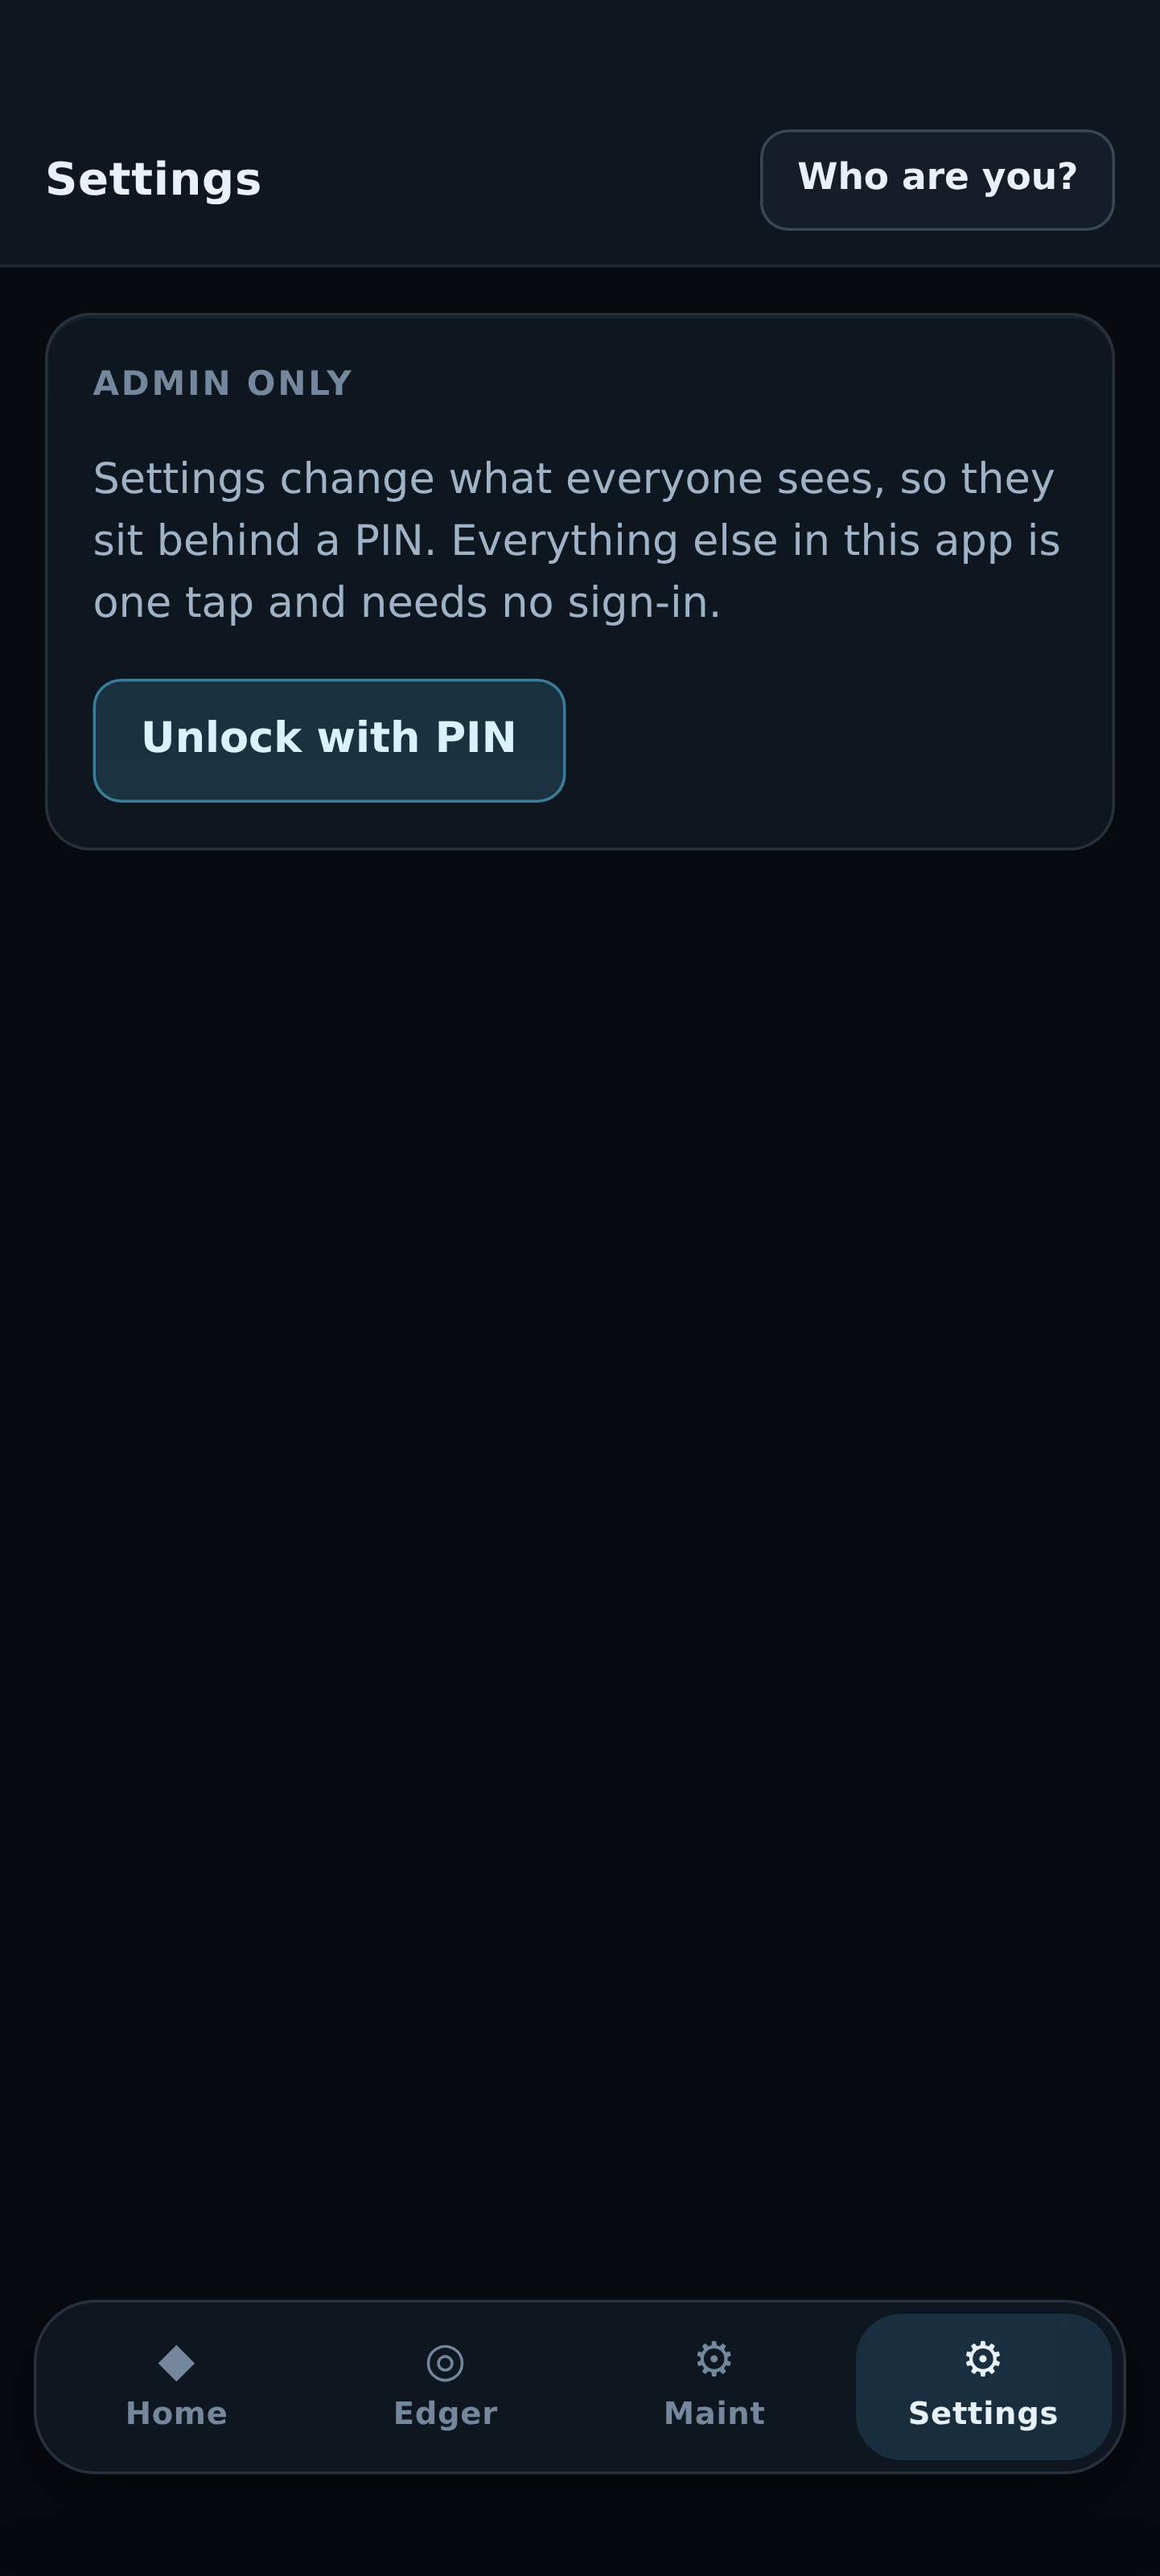 Settings
Who are you?
ADMIN ONLY
Settings change what everyone sees, so they
sit behind a PIN. Everything else in this app is
one tap and needs no sign-in.
Unlock with PIN
Home
Edger
Maint
Settings